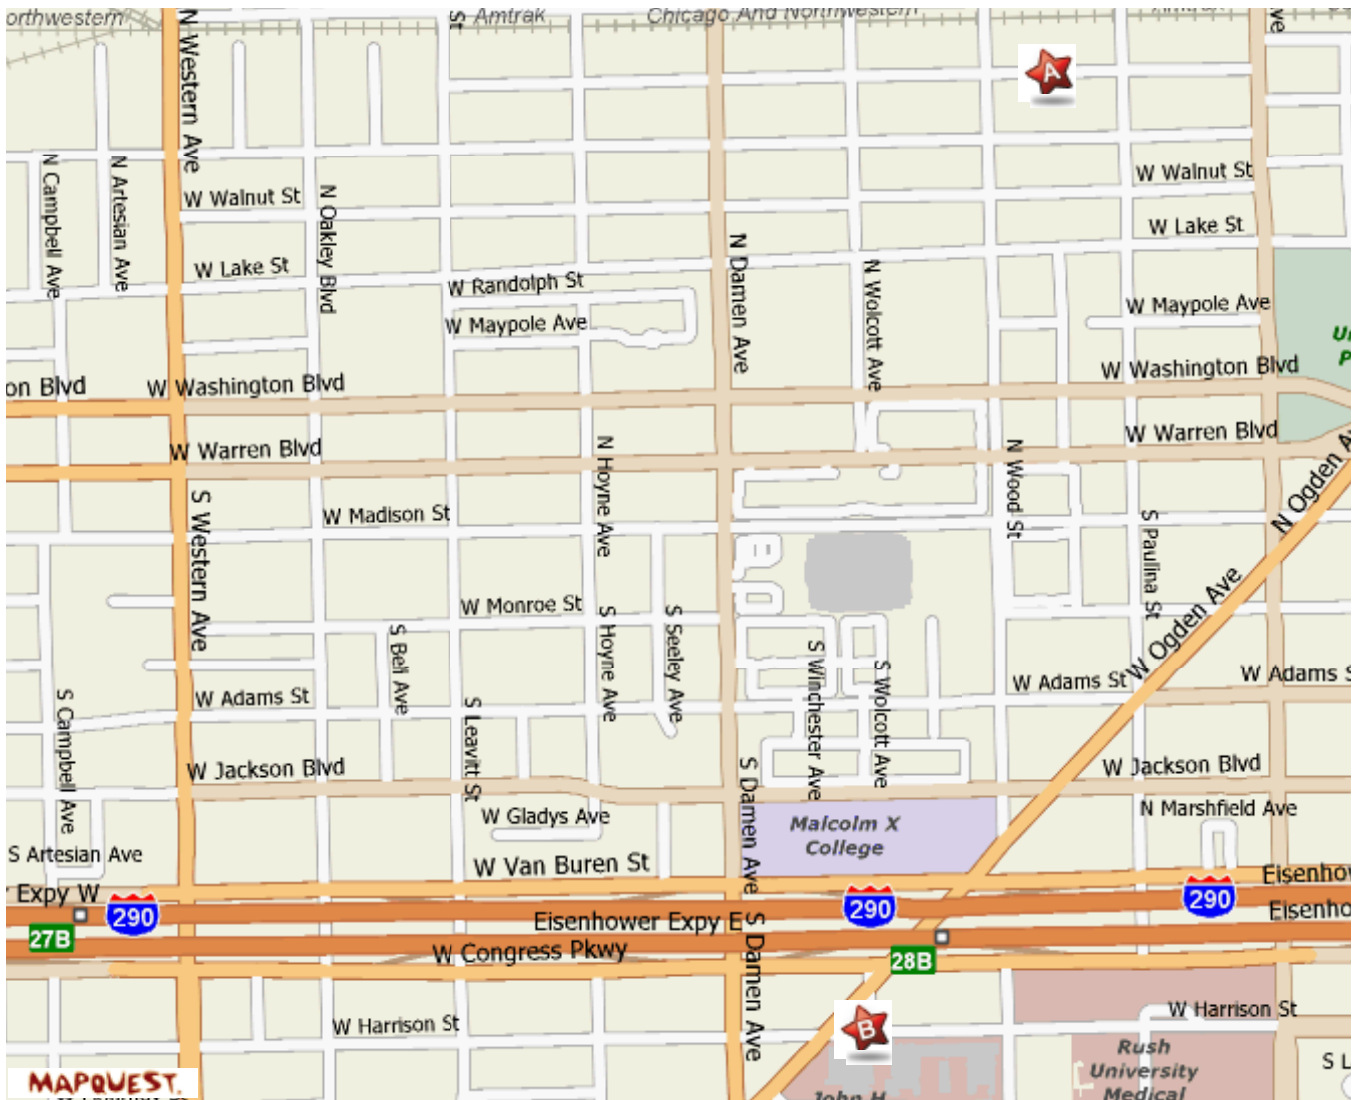 orthwestern
St
Amtrak
Chicago And Northwestern
Amtrak
Ave
N Western Ave
A
N Campbell Ave
N Artesian Ave
W Walnut St
N Oakley Blvd
W Walnut St
W Lake St
W Lake St
N Damen Ave
N Wolcott Ave
W Randolph St
W Maypole Ave
W Maypole Ave
on Blvd
W Washington Blvd
W Washington Blvd
W Warren Blvd
W Warren Blvd
N Hoyne Ave
N Wood St
N Ogden Av
S Western Ave
W Madison St
S Paulina St
W Monroe St
W Ogden Ave
S Bell Ave
S Hoyne Ave
S Seeley Ave
S Winchester Ave
S Wolcott Ave
W Adams St
W Adams St
W Adams S
S Campbell Ave
S Leavitt St
W Jackson Blvd
W Jackson Blvd
S Damen Ave
W Gladys Ave
N Marshfield Ave
Malcolm X
College
S Artesian Ave
W Van Buren St
Expy W
290
290
290
Eisenho
Eisenhower Expy E
Eisenho
27B
W Congress Pkwy
28B
S Damen Ave
W Harrison St
W Harrison St
B
Rush
University
Medical
John H
S L
MAPQUEST.